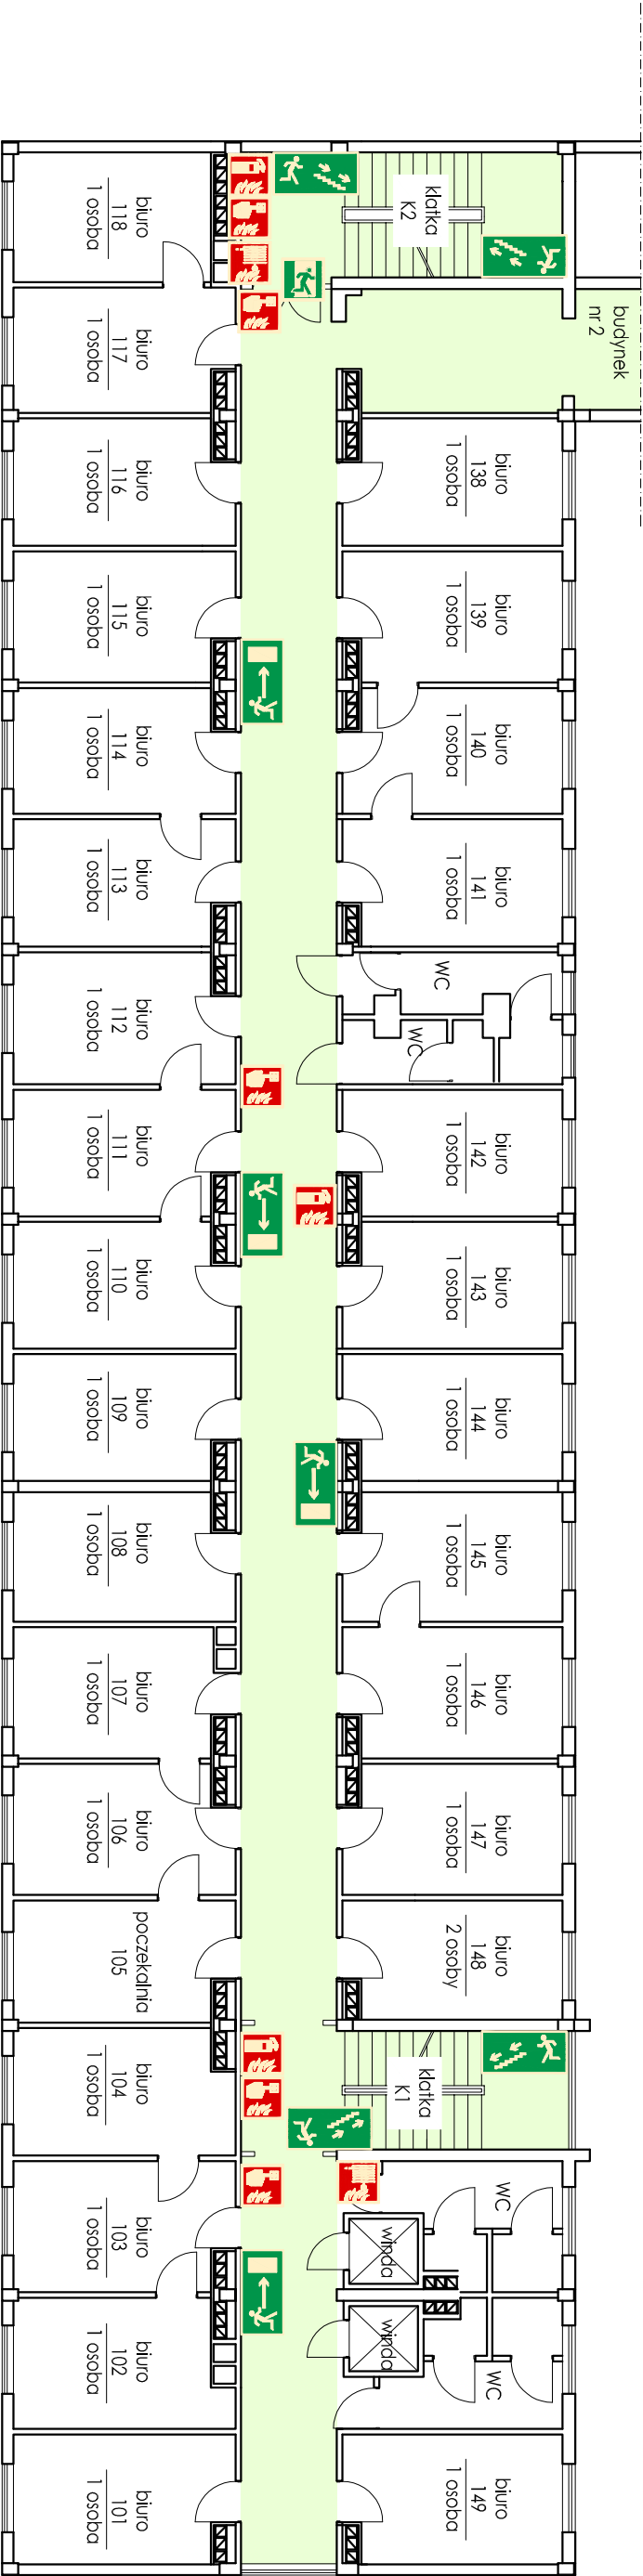 klatka
K2
budynek
nr 2
biuro
118
1 osoba
biuro
117
1 osoba
biuro
116
1 osoba
biuro
138
1 osoba
biuro
115
1 osoba
biuro
139
1 osoba
biuro
114
1 osoba
biuro
140
1 osoba
biuro
113
1 osoba
biuro
141
1 osoba
biuro
112
1 osoba
WC
WC
biuro
111
1 osoba
biuro
142
1 osoba
biuro
110
1 osoba
biuro
143
1 osoba
biuro
109
1 osoba
biuro
144
1 osoba
biuro
108
1 osoba
biuro
145
1 osoba
biuro
107
1 osoba
biuro
146
1 osoba
biuro
106
1 osoba
biuro
147
1 osoba
poczekalnia
105
biuro
148
2 osoby
biuro
104
1 osoba
klatka
K1
biuro
103
1 osoba
WC
winda
biuro
102
1 osoba
winda
WC
biuro
101
1 osoba
biuro
149
1 osoba